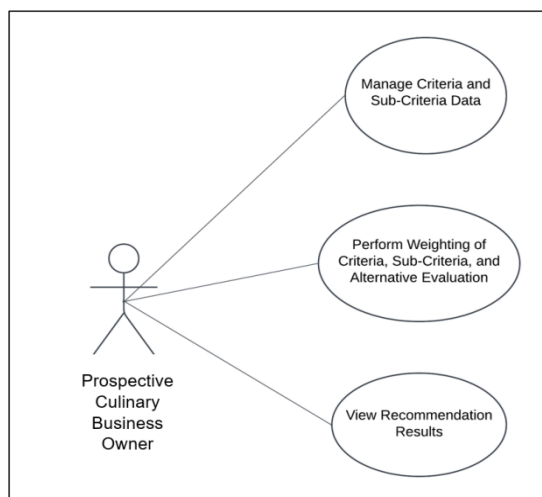 Manage Criteria and
Sub-Criteria Data
Perform Weighting of
Criteria, Sub-Criteria, and
Alternative Evaluation
Prospective
Culinary
Business
Owner
View Recommendation
Results